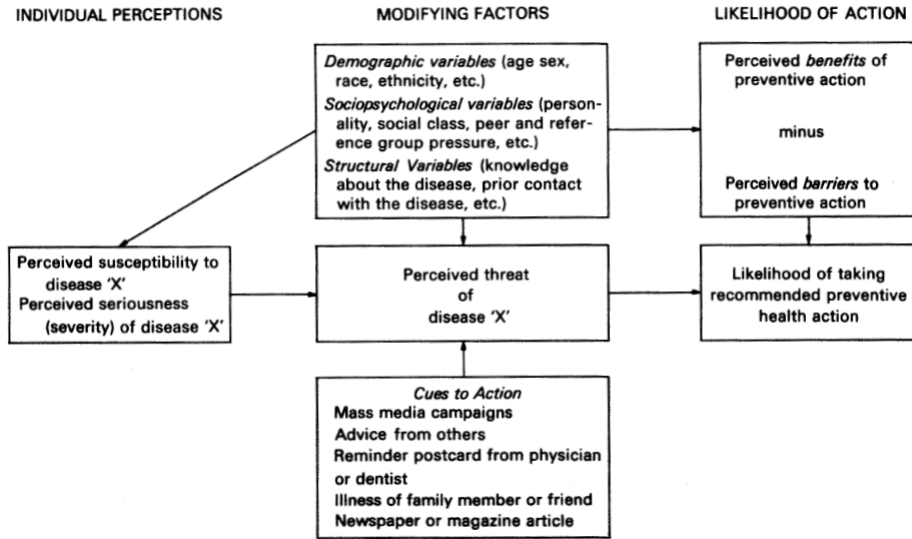 INDIVIDUAL PERCEPTIONS
MODIFYING FACTORS
LIKELIHOOD OF ACTION
Demographic variables (age sex,
race, ethnicity, etc.)
Sociopsychological variables (person-
ality, social class, peer and refer-
ence group pressure, etc.)
Structural Variables (knowledge
about the disease, prior contact
with the disease, etc.)
Perceived benefits of
preventive action
minus
Perceived barriers to
preventive action
Perceived susceptibility to
disease 'X'
Perceived seriousness
(severity) of disease 'X'
Perceived threat
of
disease 'X'
Likelihood of taking
recommended preventive
health action
Cues to Action
Mass media campaigns
Advice from others
Reminder postcard from physician
or dentist
Illness of family member or friend
Newspaper or magazine article